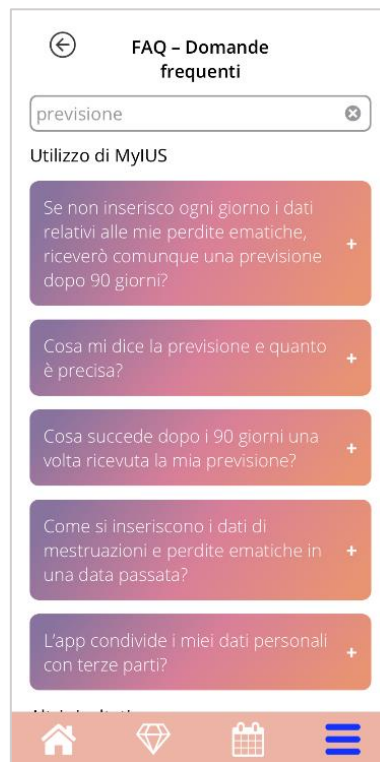 FAQ – Domande
frequenti
previsione
Utilizzo di MyIUS
Se non inserisco ogni giorno i dati
relativi alle mie perdite ematiche,
riceverò comunque una previsione
dopo 90 giorni?
+
Cosa mi dice la previsione e quanto
è precisa?
+
Cosa succede dopo i 90 giorni una
volta ricevuta la mia previsione?
+
Come si inseriscono i dati di
mestruazioni e perdite ematiche in
una data passata?
+
L'app condivide i miei dati personali
con terze parti?
+